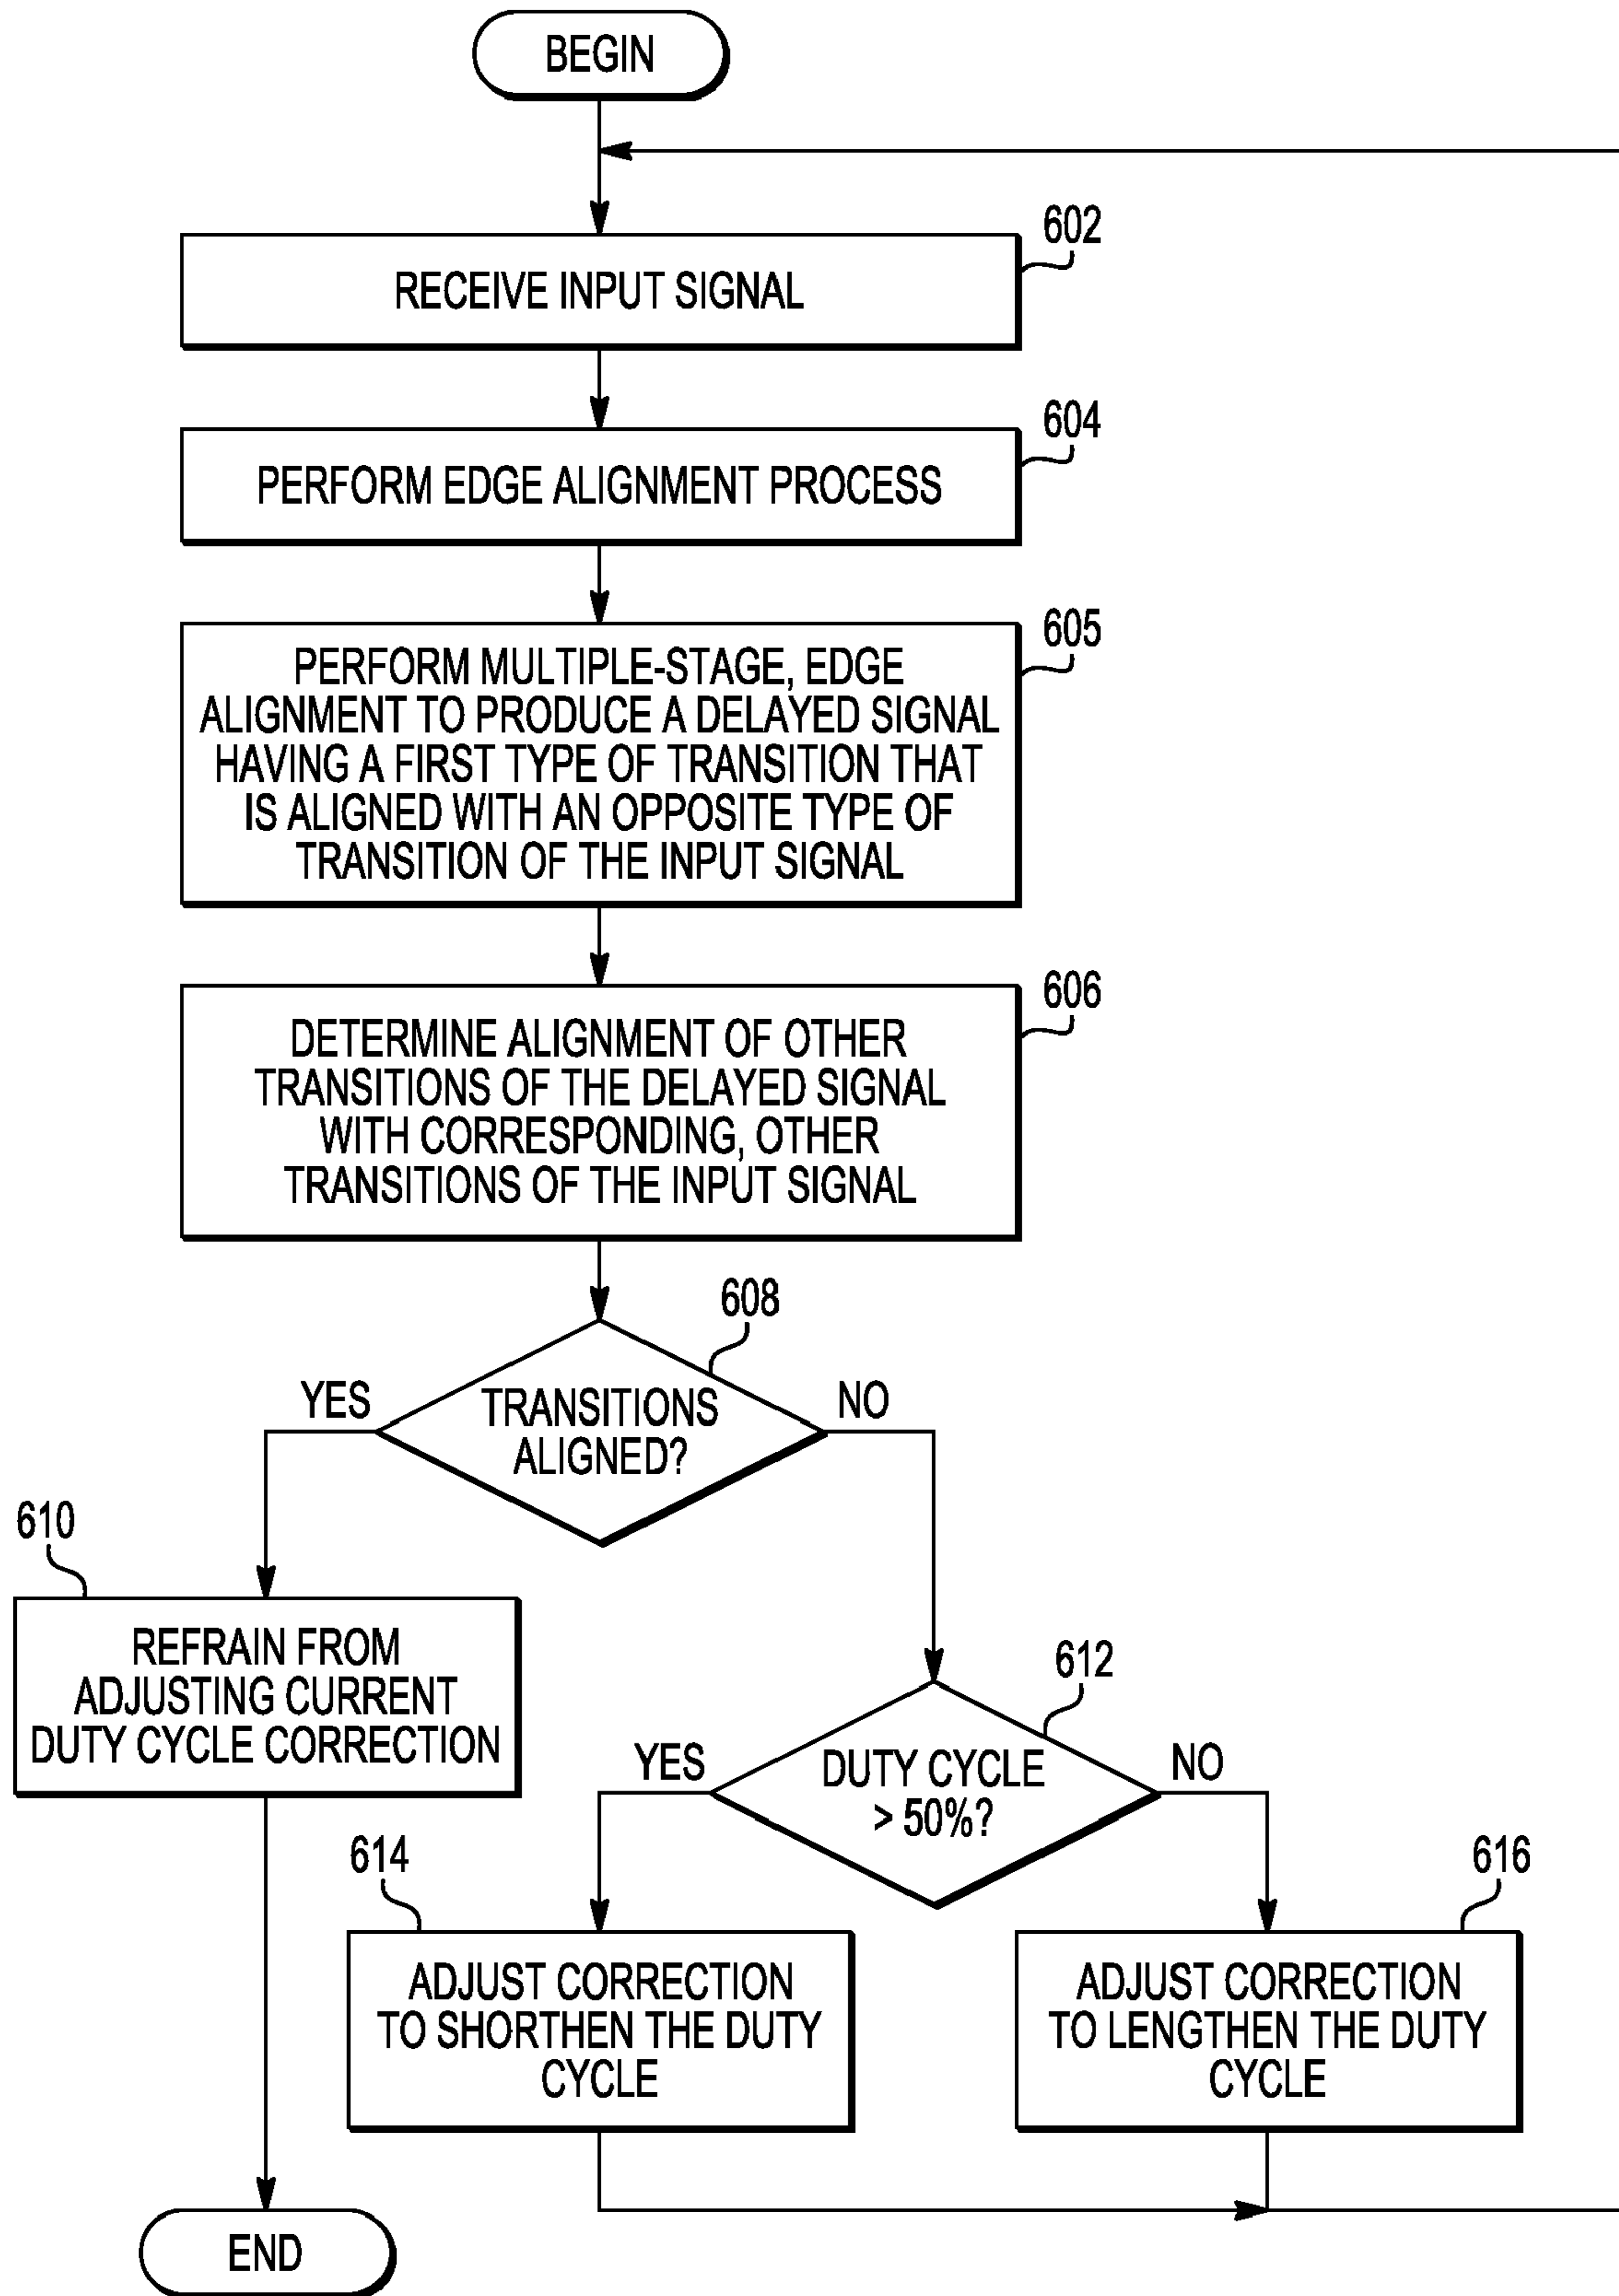 BEGIN
602
RECEIVE INPUT SIGNAL
604
PERFORM EDGE ALIGNMENT PROCESS
605
PERFORM MULTIPLE-STAGE, EDGE
ALIGNMENT TO PRODUCE A DELAYED SIGNAL
HAVING A FIRST TYPE OF TRANSITION THAT
IS ALIGNED WITH AN OPPOSITE TYPE OF
TRANSITION OF THE INPUT SIGNAL
606
DETERMINE ALIGNMENT OF OTHER
TRANSITIONS OF THE DELAYED SIGNAL
WITH CORRESPONDING, OTHER
TRANSITIONS OF THE INPUT SIGNAL
608
YES
NO
TRANSITIONS
ALIGNED?
610
REFRAIN FROM
ADJUSTING CURRENT
DUTY CYCLE CORRECTION
612
YES
NO
DUTY CYCLE
> 50%?
614
ADJUST CORRECTION
TO SHORTHEN THE DUTY
CYCLE
616
ADJUST CORRECTION
TO LENGTHEN THE DUTY
CYCLE
END